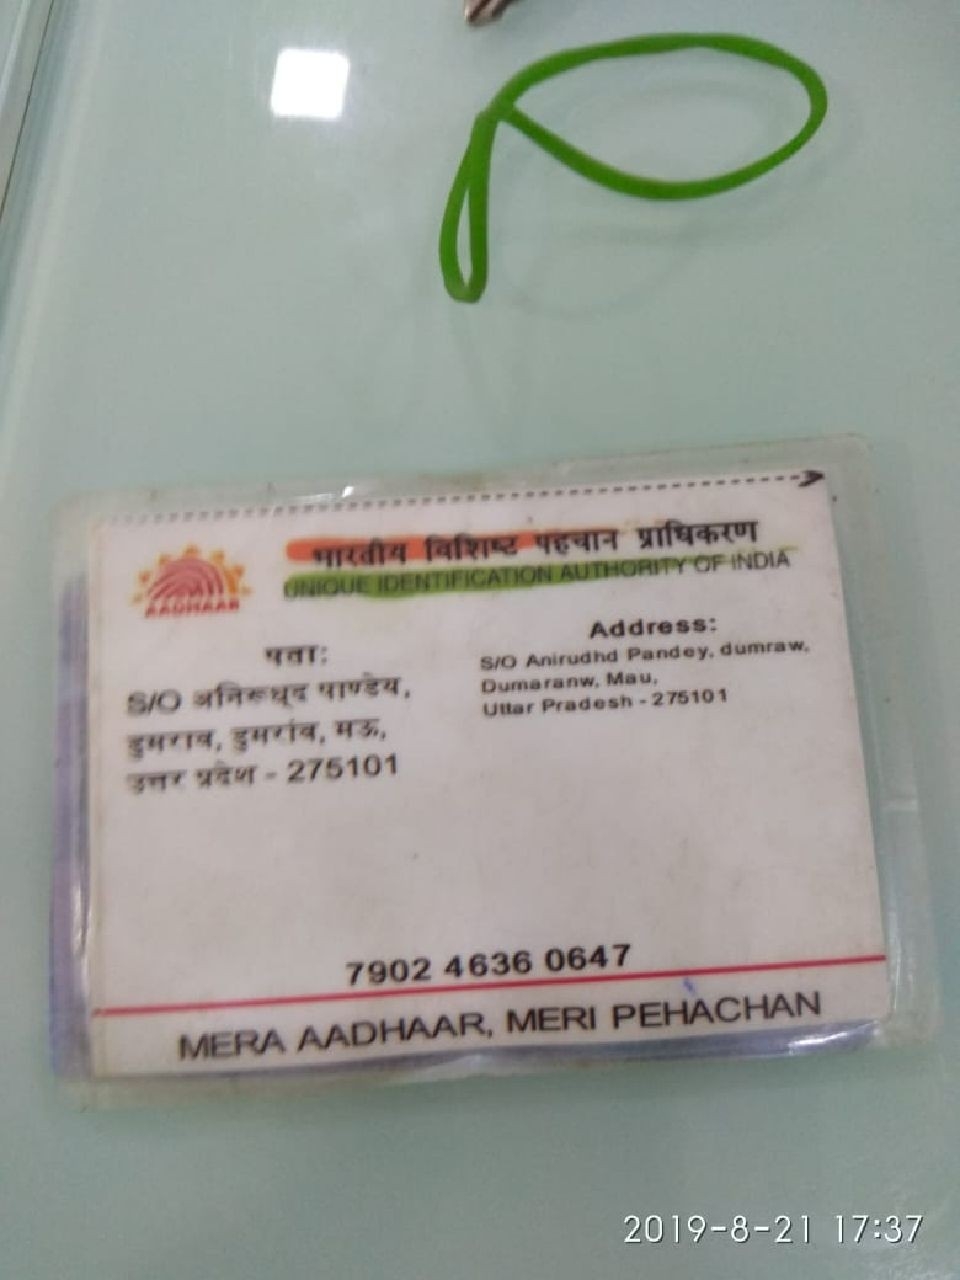 भारतीय विशिष्ट पहचान प्राधिकरण
UNIQUE IDENTIFICATION AUTHORITY OF INDIA
AADHAAR
पता:
S/O अनिरूध्द पाण्डेय,
डुमराव, डुमरांव, मऊ,
उत्तर प्रदेश - 275101
Address:
S/O Anirudhd Pandey, dumraw,
Dumaranw, Mau,
Uttar Pradesh - 275101
7902 4636 0647
MERA AADHAAR, MERI PEHACHAN
2019-8-21 17:37